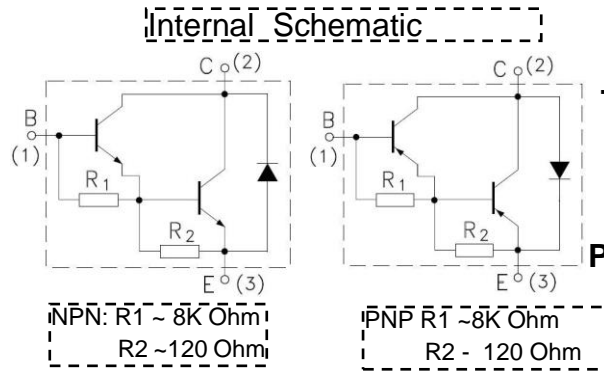 Internal Schematic
C (2)
B
(1)
R1
R2
E (3)
C (2)
B
(1)
R1
R2
E (3)
P
NPN: R1 ~ 8K Ohm
R2 ~120 Ohm
PNP R1 ~8K Ohm
R2 - 120 Ohm